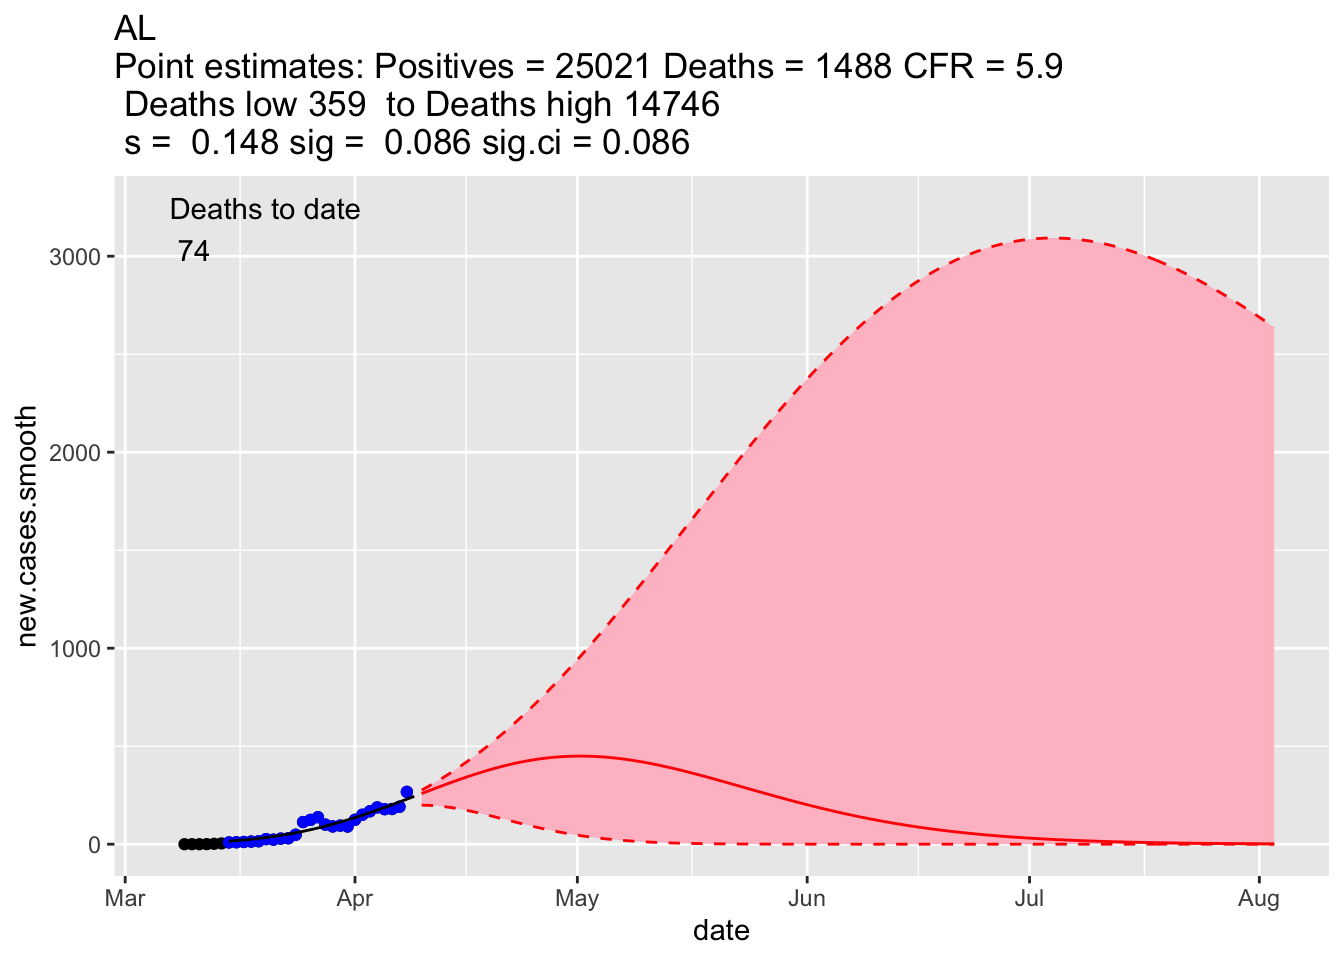 AL
Point estimates: Positives = 25021 Deaths = 1488 CFR = 5.9
Deaths low 359  to Deaths high 14746
s =  0.148 sig =  0.086 sig.ci = 0.086
Deaths to date
74
3000
2000
1000
0
new.cases.smooth
Mar Apr May Jun Jul Aug
date